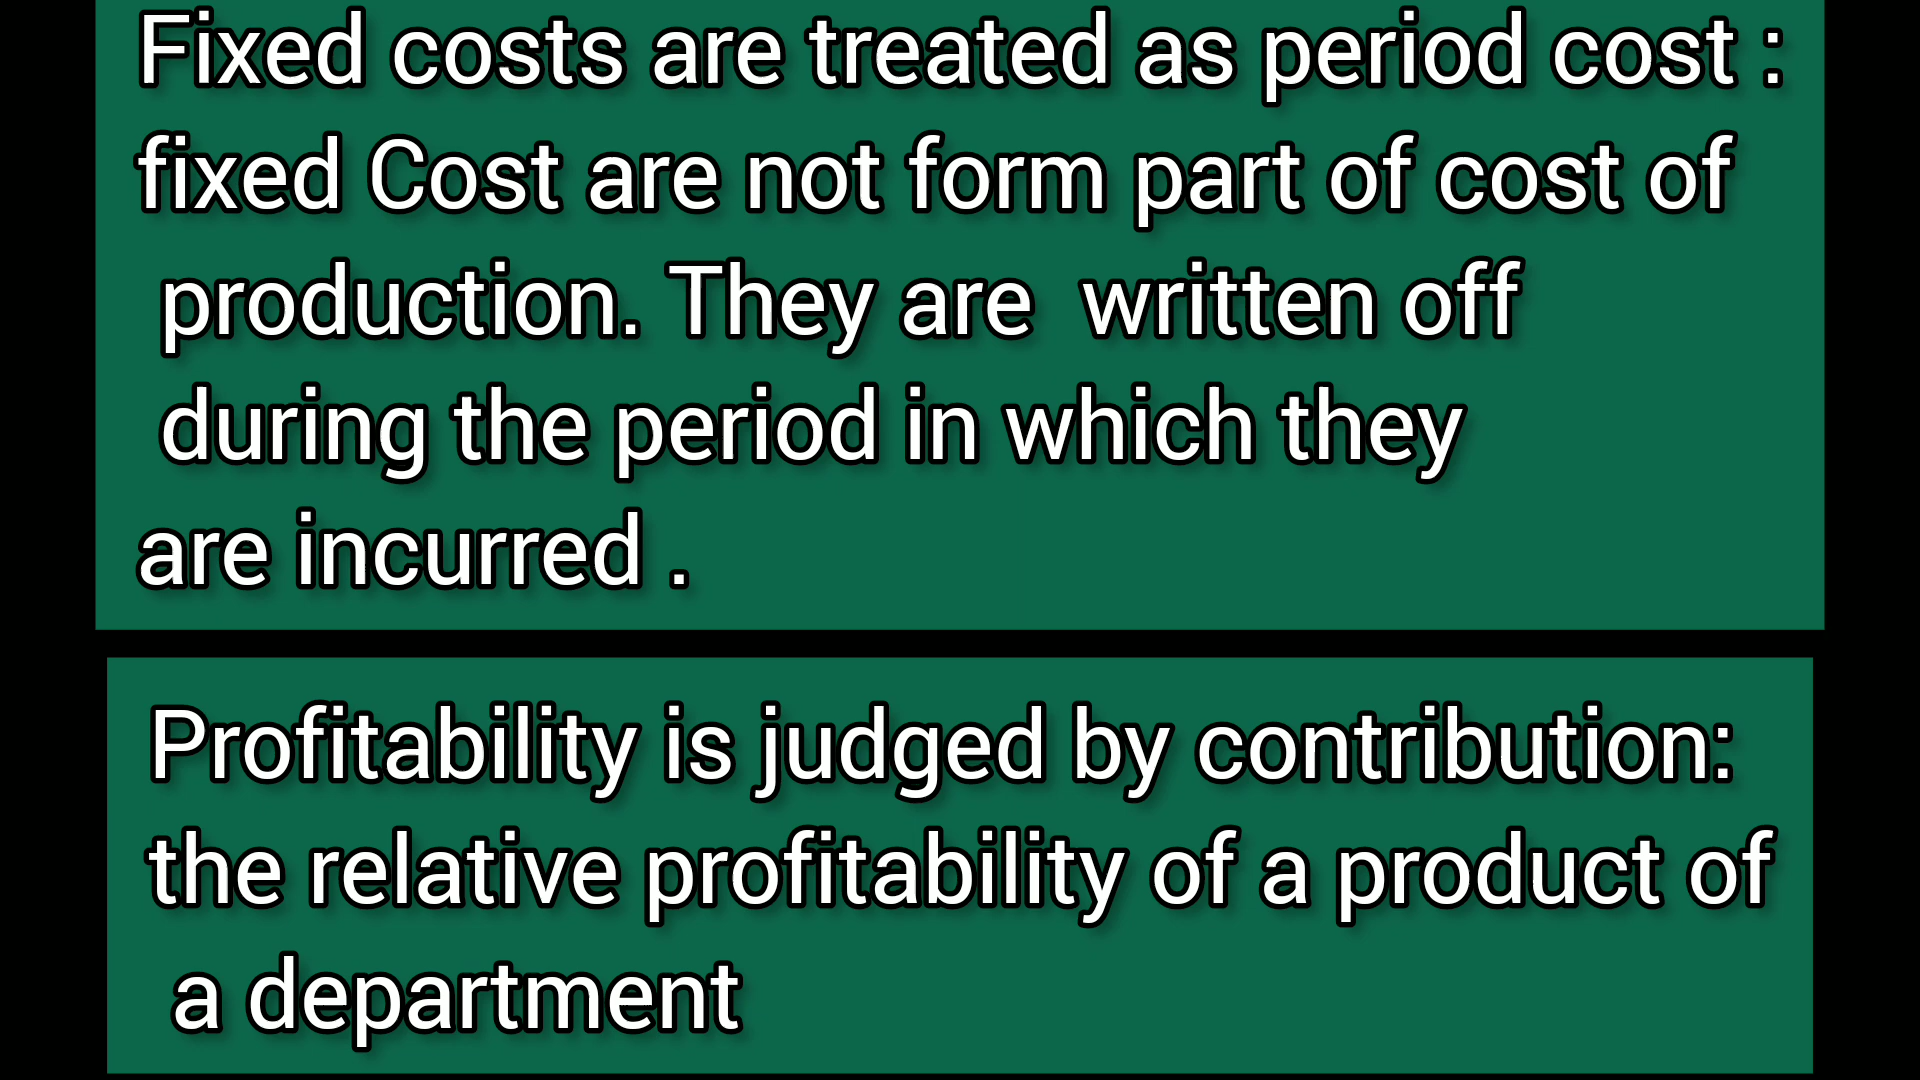 Fixed costs are treated as period cost :
fixed Cost are not form part of cost of
production. They are written off
during the period in which they
are incurred .
Profitability is judged by contribution:
the relative profitability of a product of
a department